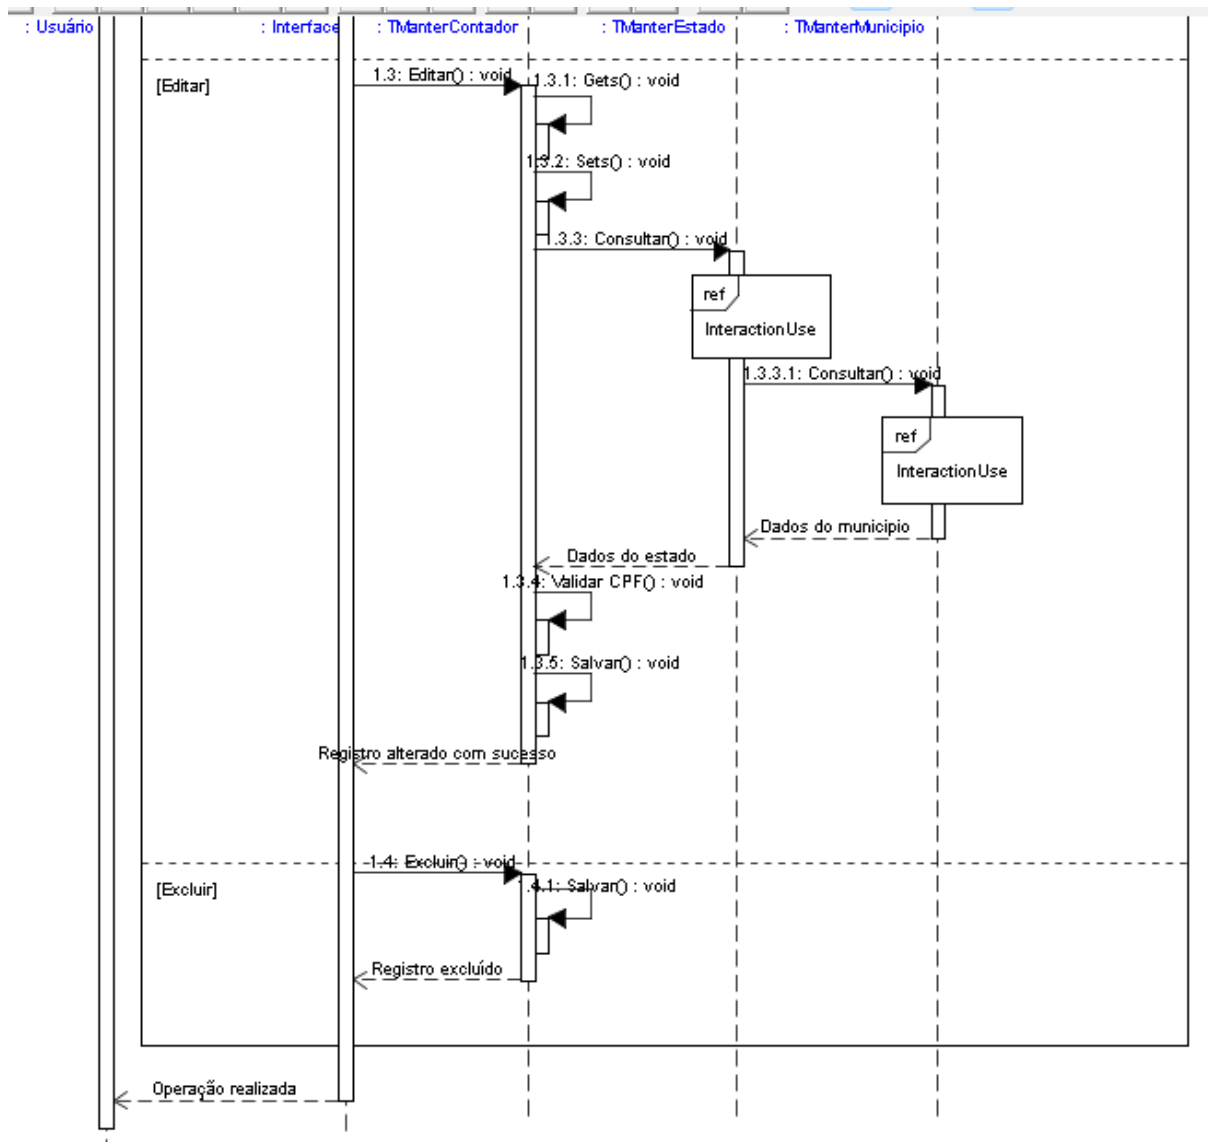 : Usuário : Interface : TManterContador : TManterEstado : TManterMunicipio
1.3: Editar() : void
1.3.1: Gets() : void
[Editar]
1.3.2: Sets() : void
1.3.3: Consultar() : void
ref
InteractionUse
1.3.3.1: Consultar() : void
ref
InteractionUse
Dados do municipio
Dados do estado
1.3.4: Validar CPF() : void
1.3.5: Salvar() : void
Registro alterado com sucesso
1.4: Excluir() : void
[Excluir]
1.4.1: Salvar() : void
Registro excluído
Operação realizada